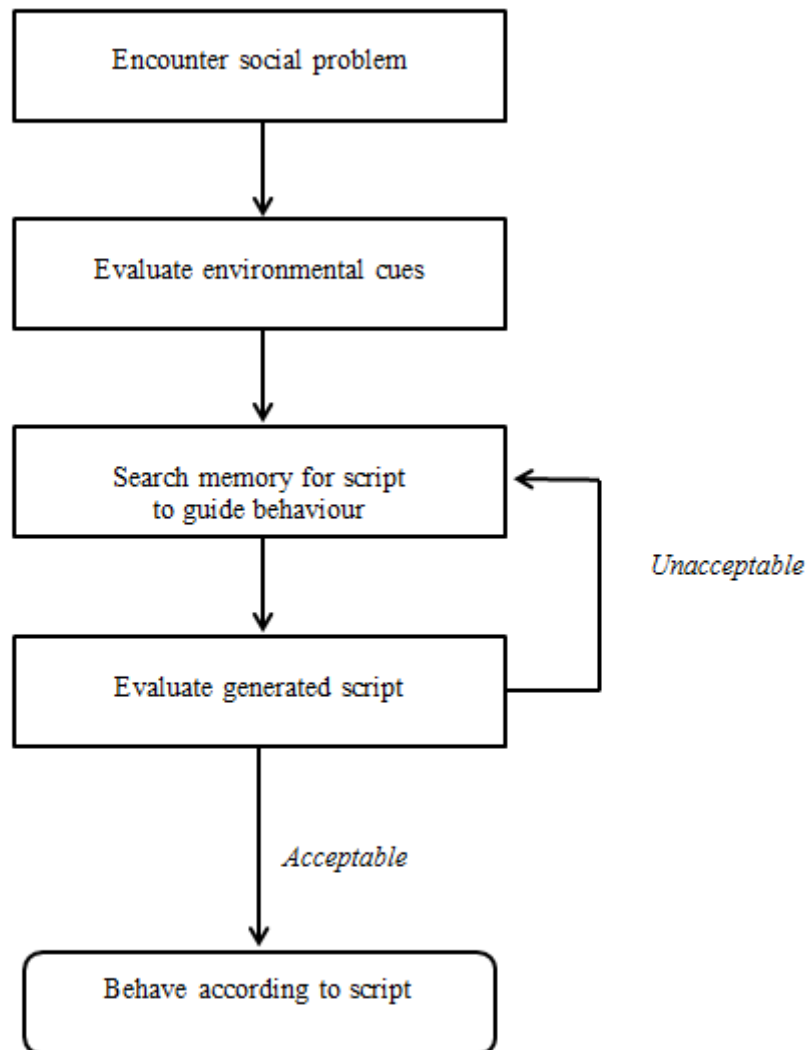 Encounter social problem
Evaluate environmental cues
Search memory for script
to guide behaviour
Unacceptable
Evaluate generated script
Acceptable
Behave according to script